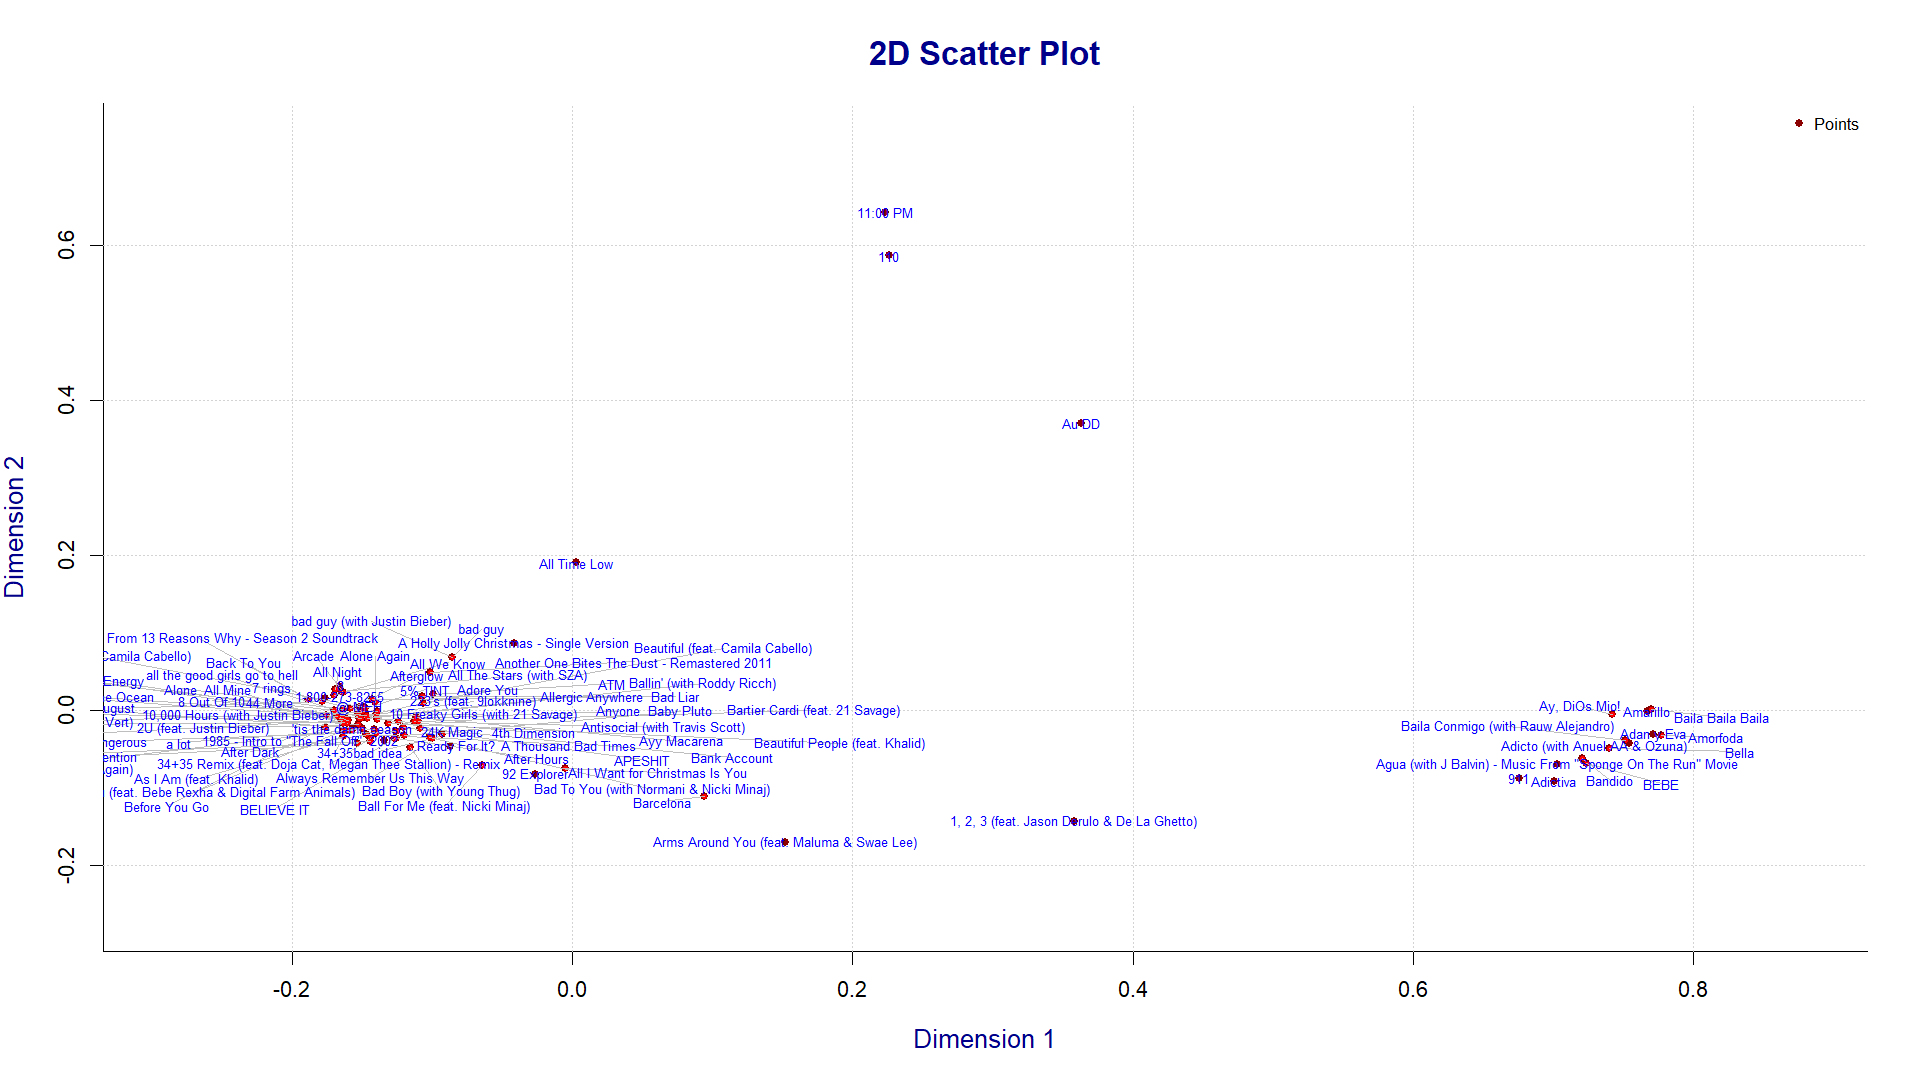 2D Scatter Plot
Points
11:00 PM
110
Au DD
All Time Low
bad guy (with Justin Bieber)
bad guy
From 13 Reasons Why - Season 2 Soundtrack
A Holly Jolly Christmas - Single Version
Beautiful (feat. Camila Cabello)
Camila Cabello)
Back To You
Arcade
Alone Again
All We Know
Another One Bites The Dust - Remastered 2011
all the good girls go to hell
All Night
Afterglow
All The Stars (with SZA)
Energy
Alone
All Mine
7 rings
5% TINT
Adore You
ATM
Ballin' (with Roddy Ricch)
e Ocean
8 Out Of 10
44 More
1-800-273-8255
223's (feat. 9lokknine)
Allergic
Anywhere
Bad Liar
ugust
10,000 Hours (with Justin Bieber)
10 Freaky Girls (with 21 Savage)
Anyone
Baby Pluto
Bartier Cardi (feat. 21 Savage)
Vert)
2U (feat. Justin Bieber)
'tis the damn season
24K Magic
4th Dimension
Antisocial (with Travis Scott)
ngerous
a lot
1985 - Intro to "The Fall Off"
2002
...Ready For It?
A Thousand Bad Times
Ayy Macarena
Beautiful People (feat. Khalid)
ention
After Dark
34+35
bad idea
After Hours
APESHIT
Bank Account
gain)
34+35 Remix (feat. Doja Cat, Megan Thee Stallion) - Remix
92 Explorer
All I Want for Christmas Is You
As I Am (feat. Khalid)
Always Remember Us This Way
(feat. Bebe Rexha & Digital Farm Animals)
Bad Boy (with Young Thug)
Bad To You (with Normani & Nicki Minaj)
Before You Go
BELIEVE IT
Ball For Me (feat. Nicki Minaj)
Barcelona
1, 2, 3 (feat. Jason Derulo & De La Ghetto)
Arms Around You (feat. Maluma & Swae Lee)
Ay, DiOs Mio!
Amarillo
Baila Baila Baila
Baila Conmigo (with Rauw Alejandro)
Adan y Eva
Amorfoda
Adicto (with Anuel AA & Ozuna)
Bella
Agua (with J Balvin) - Music From "Sponge On The Run" Movie
911
Adictiva
Bandido
BEBE
0.6
0.4
0.2
0.0
-0.2
Dimension 2
-0.2
0.0
0.2
0.4
0.6
0.8
Dimension 1